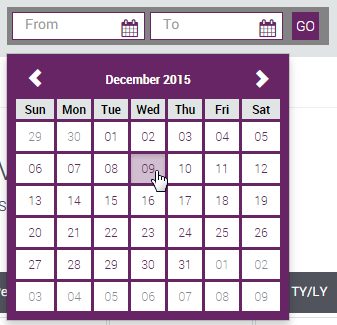 From To GO
December 2015
Sun Mon Tue Wed Thu Fri Sat
29 30 01 02 03 04 05
06 07 08 09 10 11 12
13 14 15 16 17 18 19
20 21 22 23 24 25 26
27 28 29 30 31 01 02
03 04 05 06 07 08 09
TY/LY